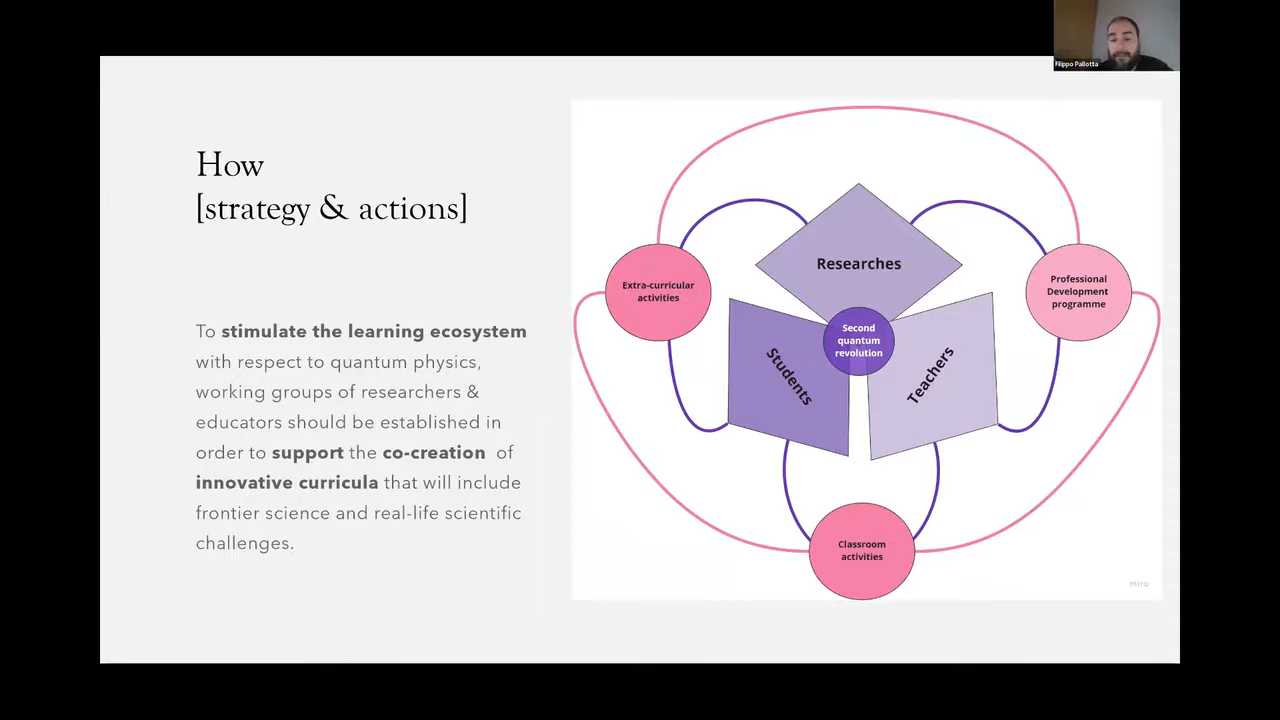 Filippo Pallotta
How
[strategy & actions]
To stimulate the learning ecosystem
with respect to quantum physics,
working groups of researchers &
educators should be established in
order to support the co-creation of
innovative curricula that will include
frontier science and real-life scientific
challenges.
Researches
Extra-curricular
activities
Professional
Development
programme
Second
quantum
revolution
Students
Teachers
Classroom
activities
miro